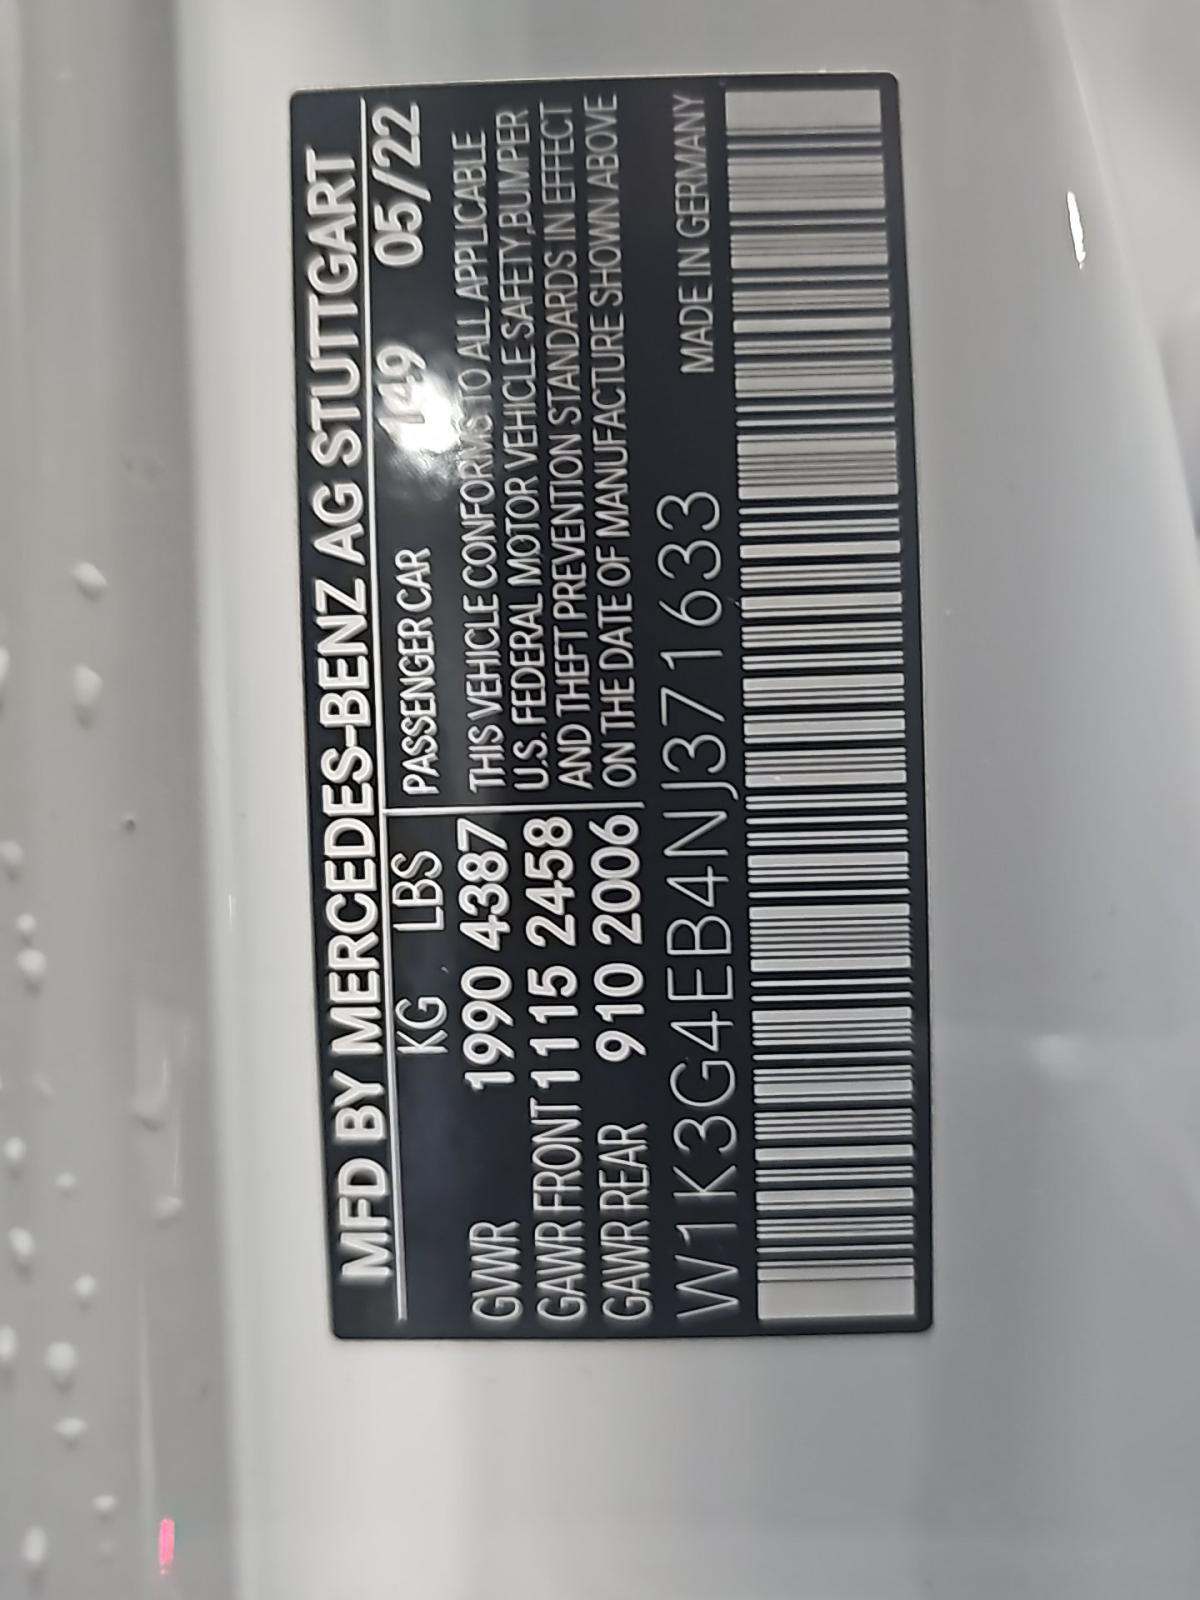 MFD BY MERCEDES-BENZ AG STUTTGART
KG LBS PASSENGER CAR 149 05/22
GVWR 1990 4387 THIS VEHICLE CONFORMS TO ALL APPLICABLE
GAWR FRONT 1115 2458 U.S. FEDERAL MOTOR VEHICLE SAFETY,BUMPER
AND THEFT PREVENTION STANDARDS IN EFFECT
GAWR REAR 910 2006 ON THE DATE OF MANUFACTURE SHOWN ABOVE
W1K3G4EB4NJ371633 MADE IN GERMANY